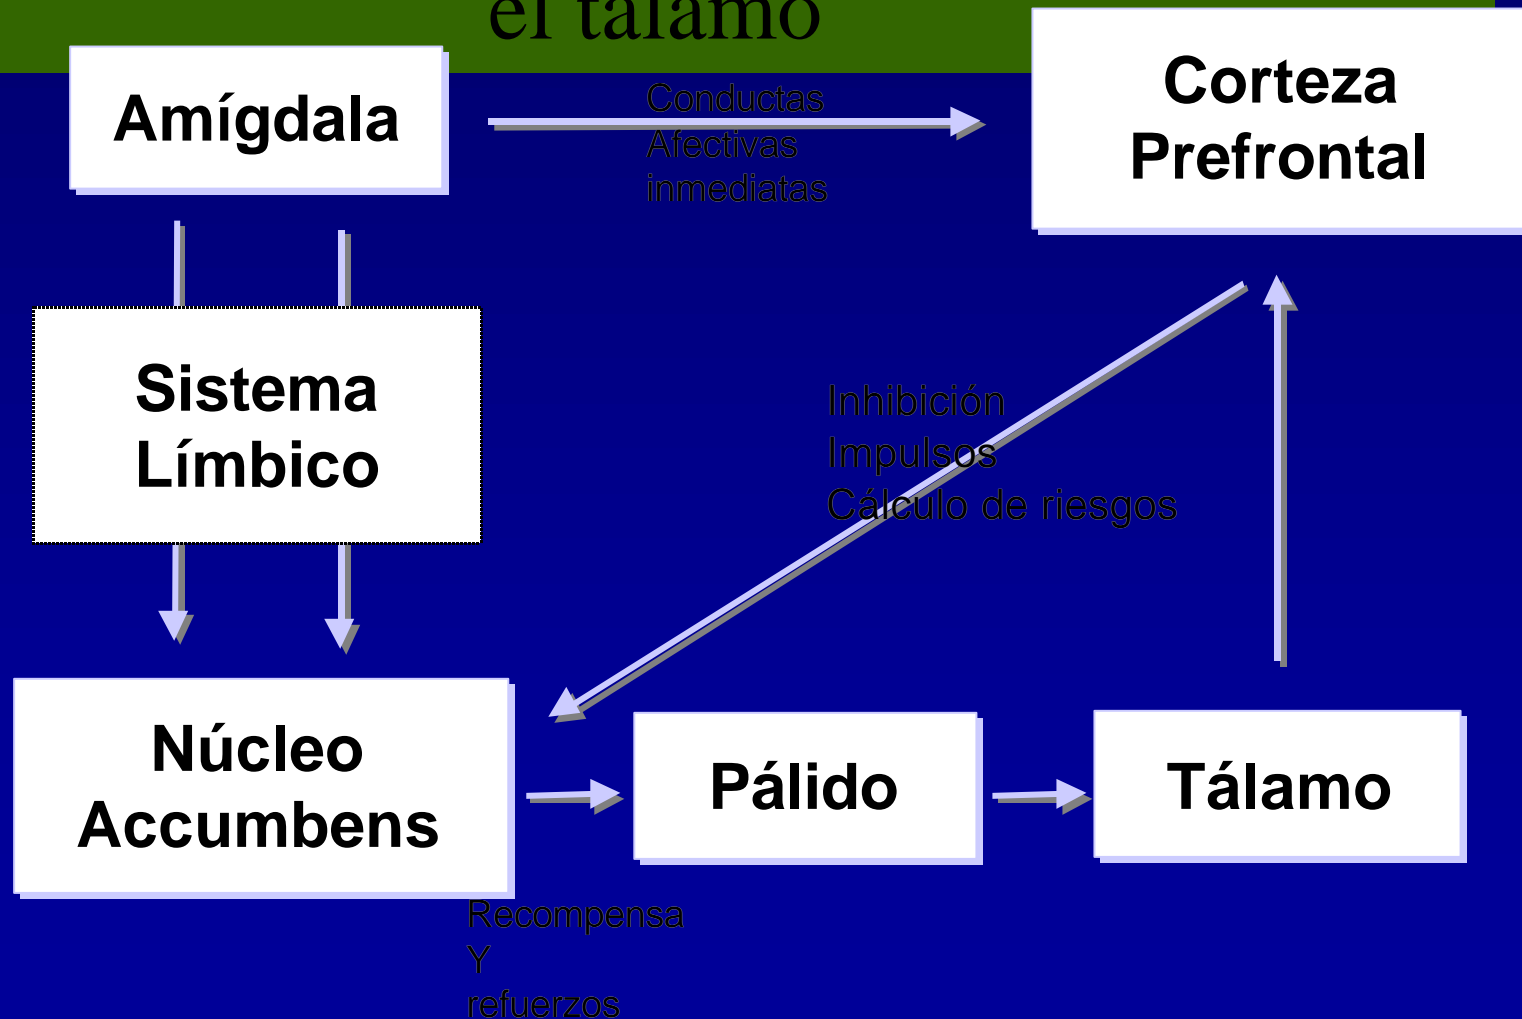 el tálamo
Amígdala
Conductas
Afectivas
inmediatas
Corteza
Prefrontal
Sistema
Límbico
Inhibición
Impulsos
Cálculo de riesgos
Núcleo
Accumbens
Pálido
Tálamo
Recompensa
Y
refuerzos